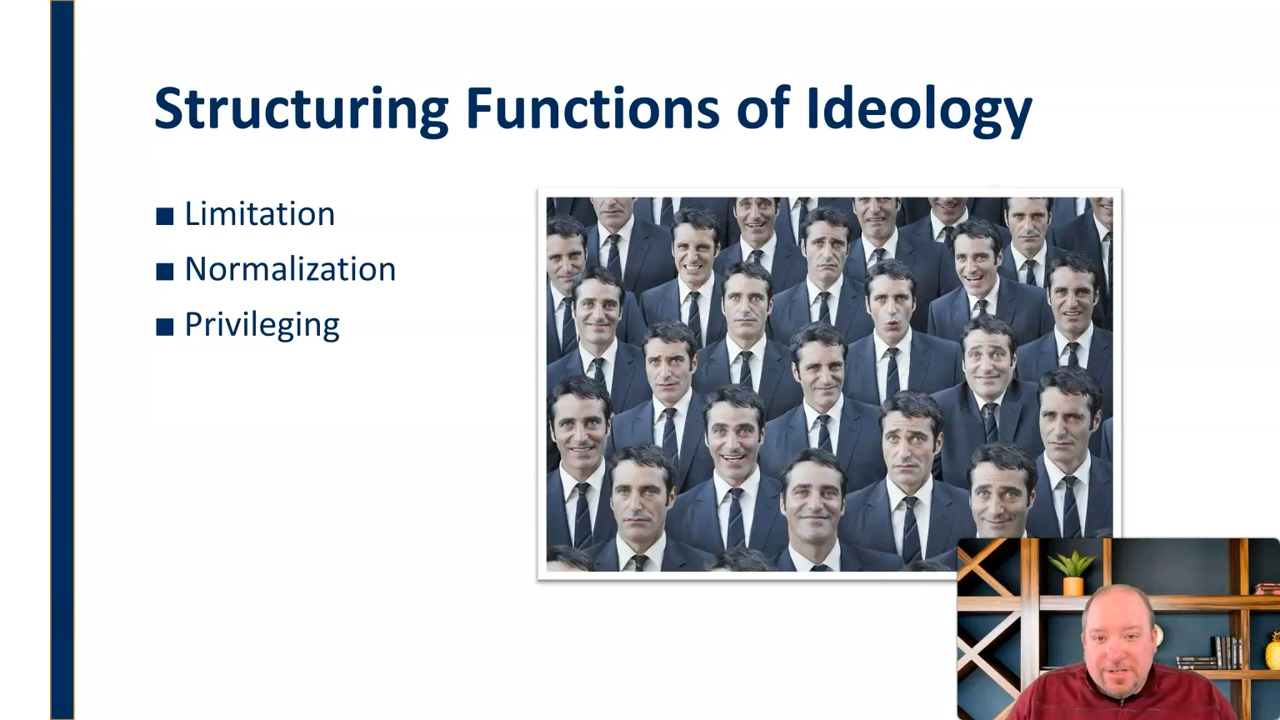 Structuring Functions of Ideology
■ Limitation
■ Normalization
■ Privileging